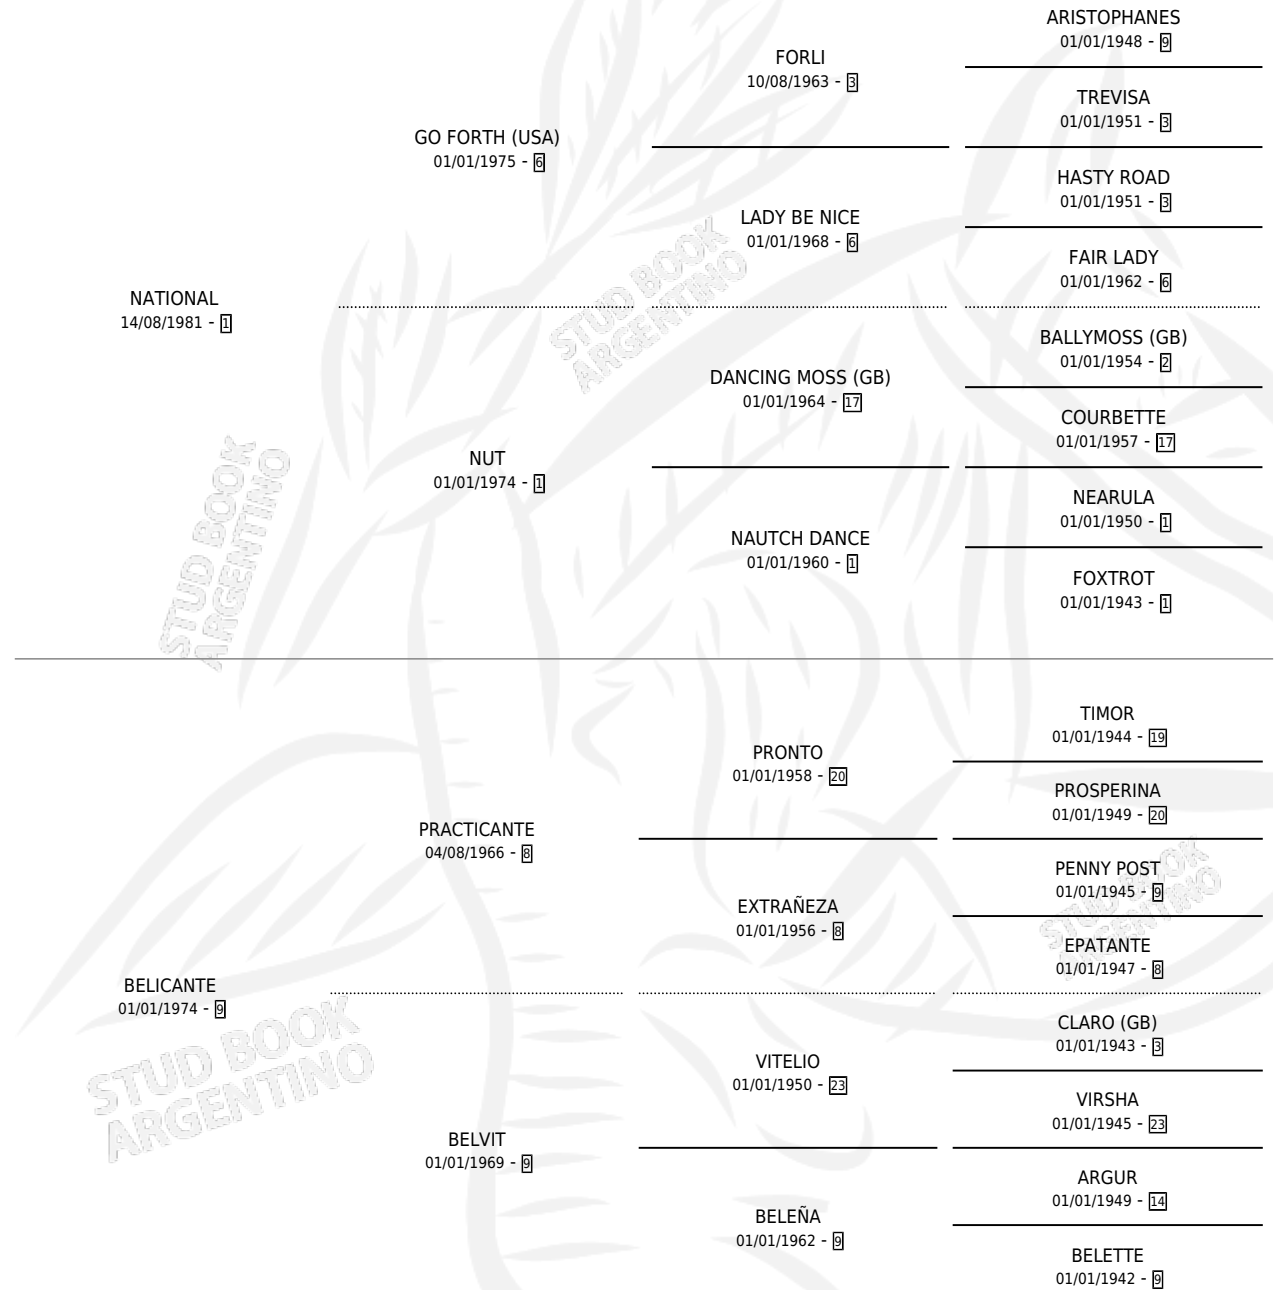 ARISTOPHANES
01/01/1948 - 9
FORLI
10/08/1963 - 3
TREVISA
01/01/1951 - 3
GO FORTH (USA)
01/01/1975 - 6
HASTY ROAD
01/01/1951 - 3
LADY BE NICE
01/01/1968 - 6
FAIR LADY
01/01/1962 - 6
NATIONAL
14/08/1981 - 1
STUD BOOK
ARGENTINO
BALLYMOSS (GB)
01/01/1954 - 2
DANCING MOSS (GB)
01/01/1964 - 17
COURBETTE
01/01/1957 - 17
NUT
01/01/1974 - 1
NEARULA
01/01/1950 - 1
NAUTCH DANCE
01/01/1960 - 1
FOXTROT
01/01/1943 - 1
STUD BOOK
ARGENTINO
TIMOR
01/01/1944 - 19
PRONTO
01/01/1958 - 20
PROSPERINA
01/01/1949 - 20
PRACTICANTE
04/08/1966 - 8
PENNY POST
01/01/1945 - 9
EXTRAÑEZA
01/01/1956 - 8
EPATANTE
01/01/1947 - 8
STUD BOOK
ARGENTINO
BELICANTE
01/01/1974 - 9
CLARO (GB)
01/01/1943 - 3
VITELIO
01/01/1950 - 23
VIRSHA
01/01/1945 - 23
STUD BOOK
ARGENTINO
BELVIT
01/01/1969 - 9
ARGUR
01/01/1949 - 14
BELEÑA
01/01/1962 - 9
BELETTE
01/01/1942 - 9